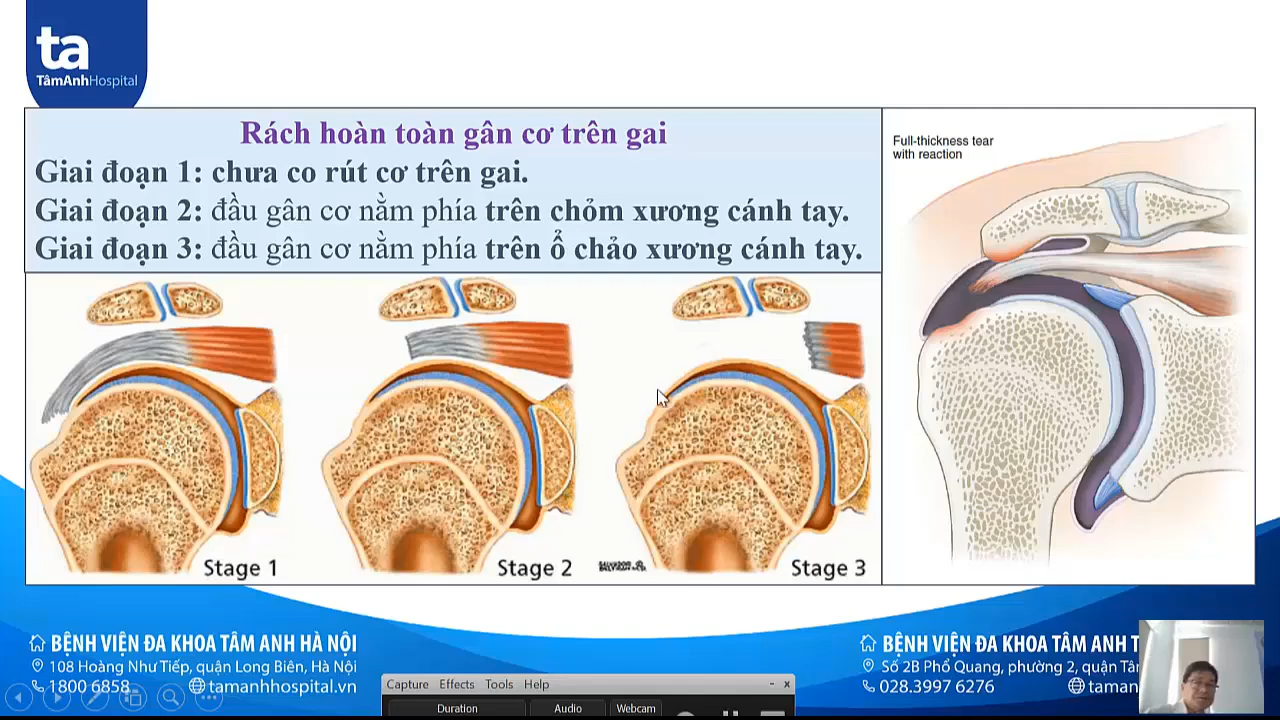 ta
TâmAnhHospital
Rách hoàn toàn gân cơ trên gai
Giai đoạn 1: chưa co rút cơ trên gai.
Giai đoạn 2: đầu gân cơ nằm phía trên chỏm xương cánh tay.
Giai đoạn 3: đầu gân cơ nằm phía trên ổ chảo xương cánh tay.
Full-thickness tear
with reaction
Stage 1
Stage 2
Stage 3
BỆNH VIỆN ĐA KHOA TÂM ANH HÀ NỘI
108 Hoàng Như Tiếp, quận Long Biên, Hà Nội
1800 6858
tamanhhospital.vn
BỆNH VIỆN ĐA KHOA TÂM ANH T
Số 2B Phổ Quang, phường 2, quận Tân
028.3997 6276
taman
Capture Effects Tools Help
- x
Duration Audio Webcam